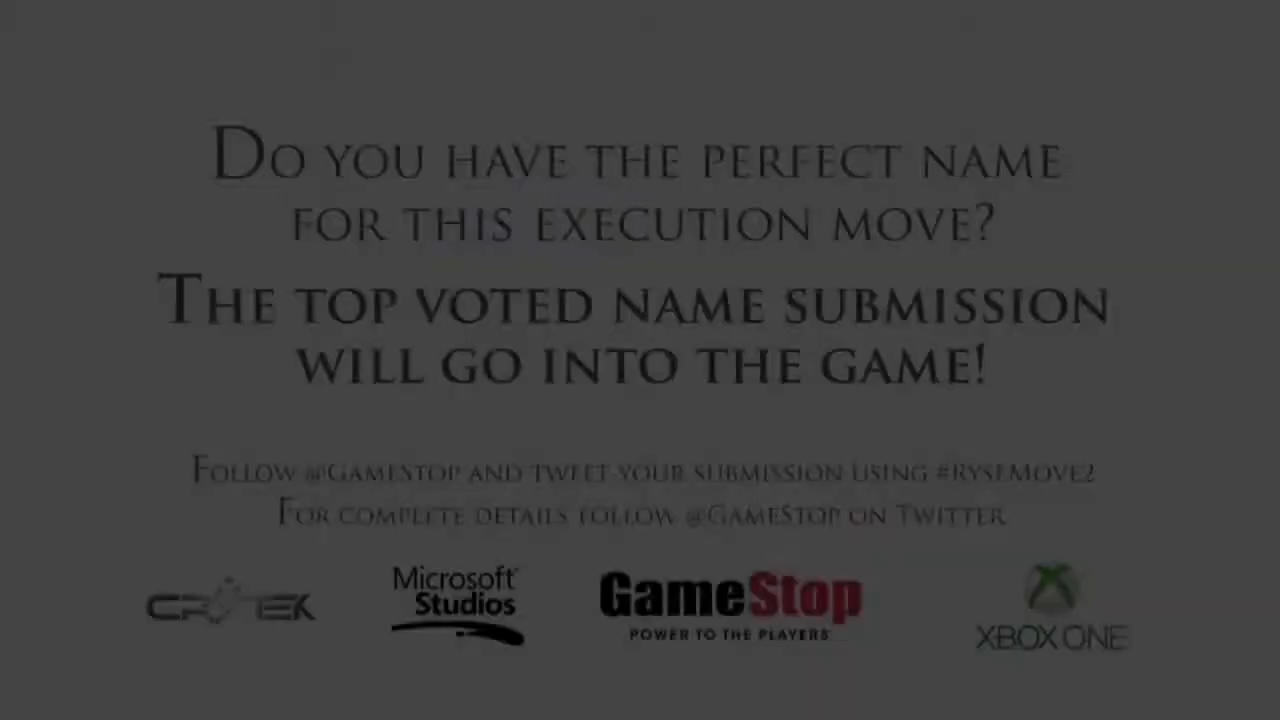 Do you have the perfect name
for this execution move?
The top voted name submission
will go into the game!
Follow @GameStop and tweet your submission using #RyseMove2
For complete details follow @GameStop on Twitter
CRYTEK
Microsoft
Studios
GameStop
POWER TO THE PLAYERS
XBOX ONE